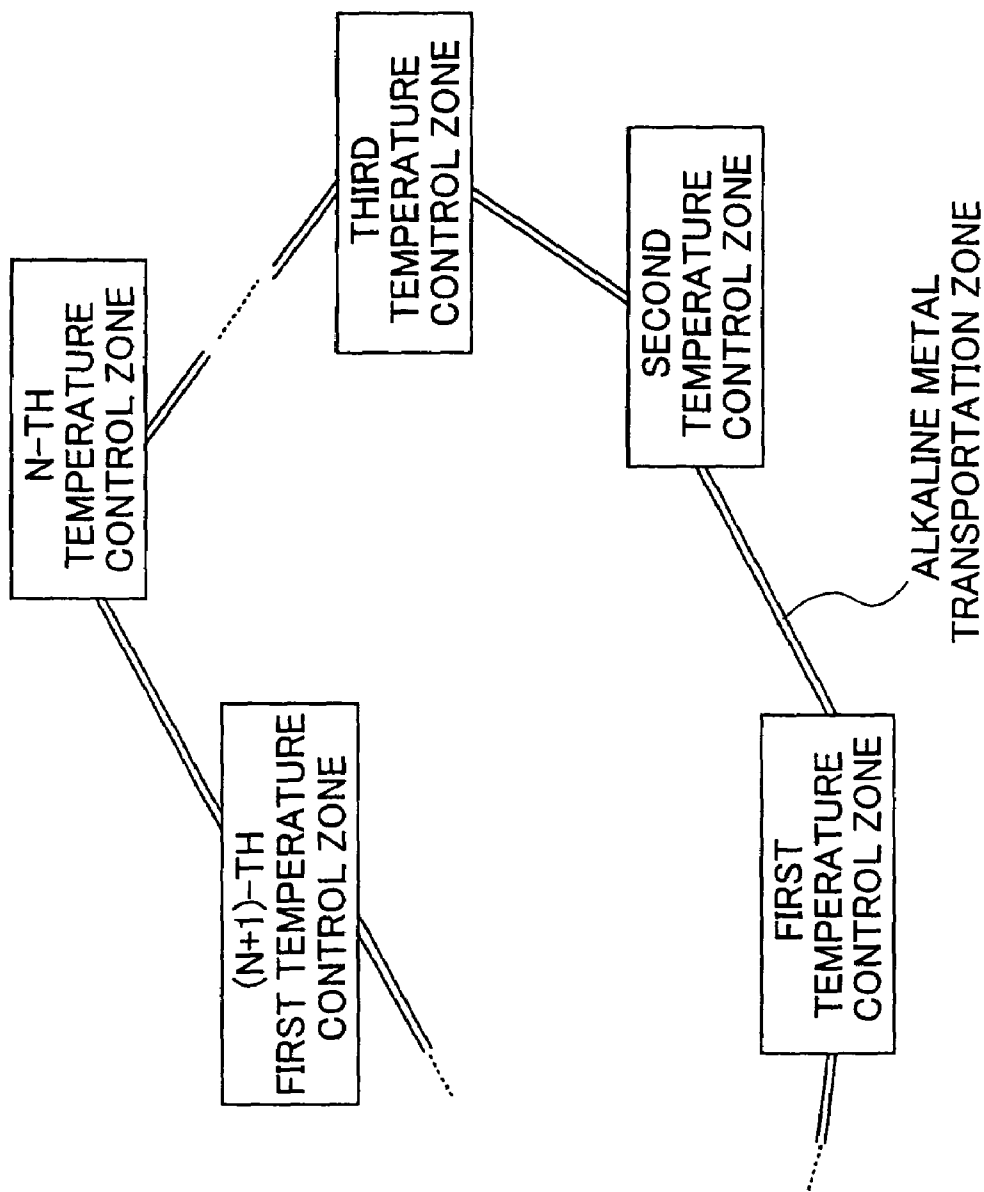 N-TH
TEMPERATURE
CONTROL ZONE
THIRD
TEMPERATURE
CONTROL ZONE
(N+1)-TH
FIRST TEMPERATURE
CONTROL ZONE
SECOND
TEMPERATURE
CONTROL ZONE
FIRST
TEMPERATURE
CONTROL ZONE
ALKALINE METAL
TRANSPORTATION ZONE